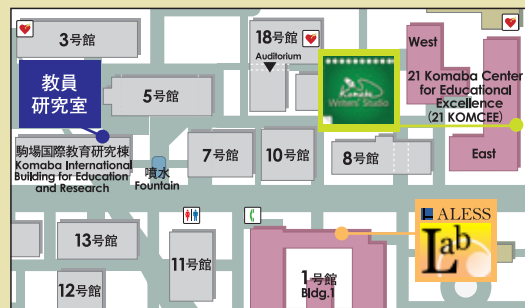 3号館
18号館
Auditorium
West
教員
研究室
5号館
Komaba
Writers' Studio
21 Komaba Center
for Educational
Excellence
(21 KOMCEE)
駒場国際教育研究棟
Komaba International
Building for Education
and Research
噴水
Fountain
7号館
10号館
8号館
East
13号館
11号館
12号館
1号館
Bldg.1
ALESS
Lab